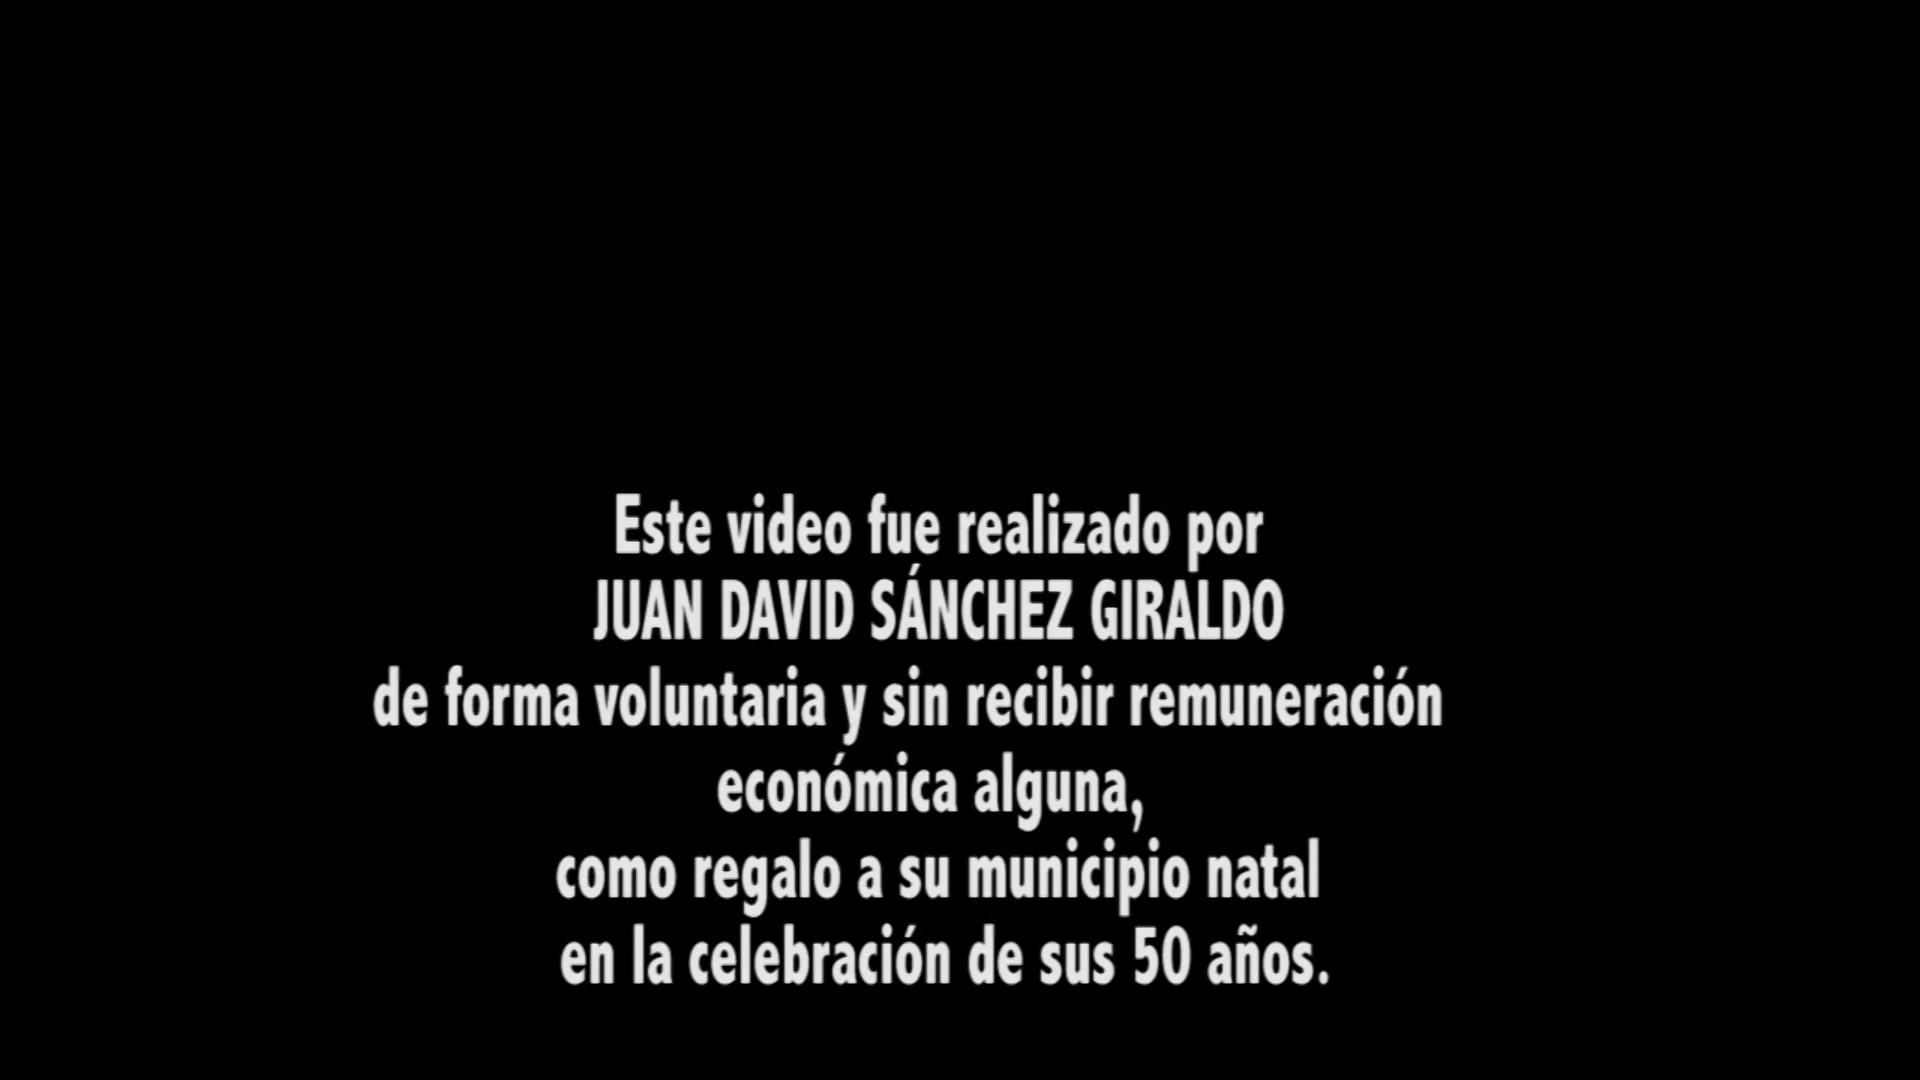 Este video fue realizado por
JUAN DAVID SÁNCHEZ GIRALDO
de forma voluntaria y sin recibir remuneración
económica alguna,
como regalo a su municipio natal
en la celebración de sus 50 años.